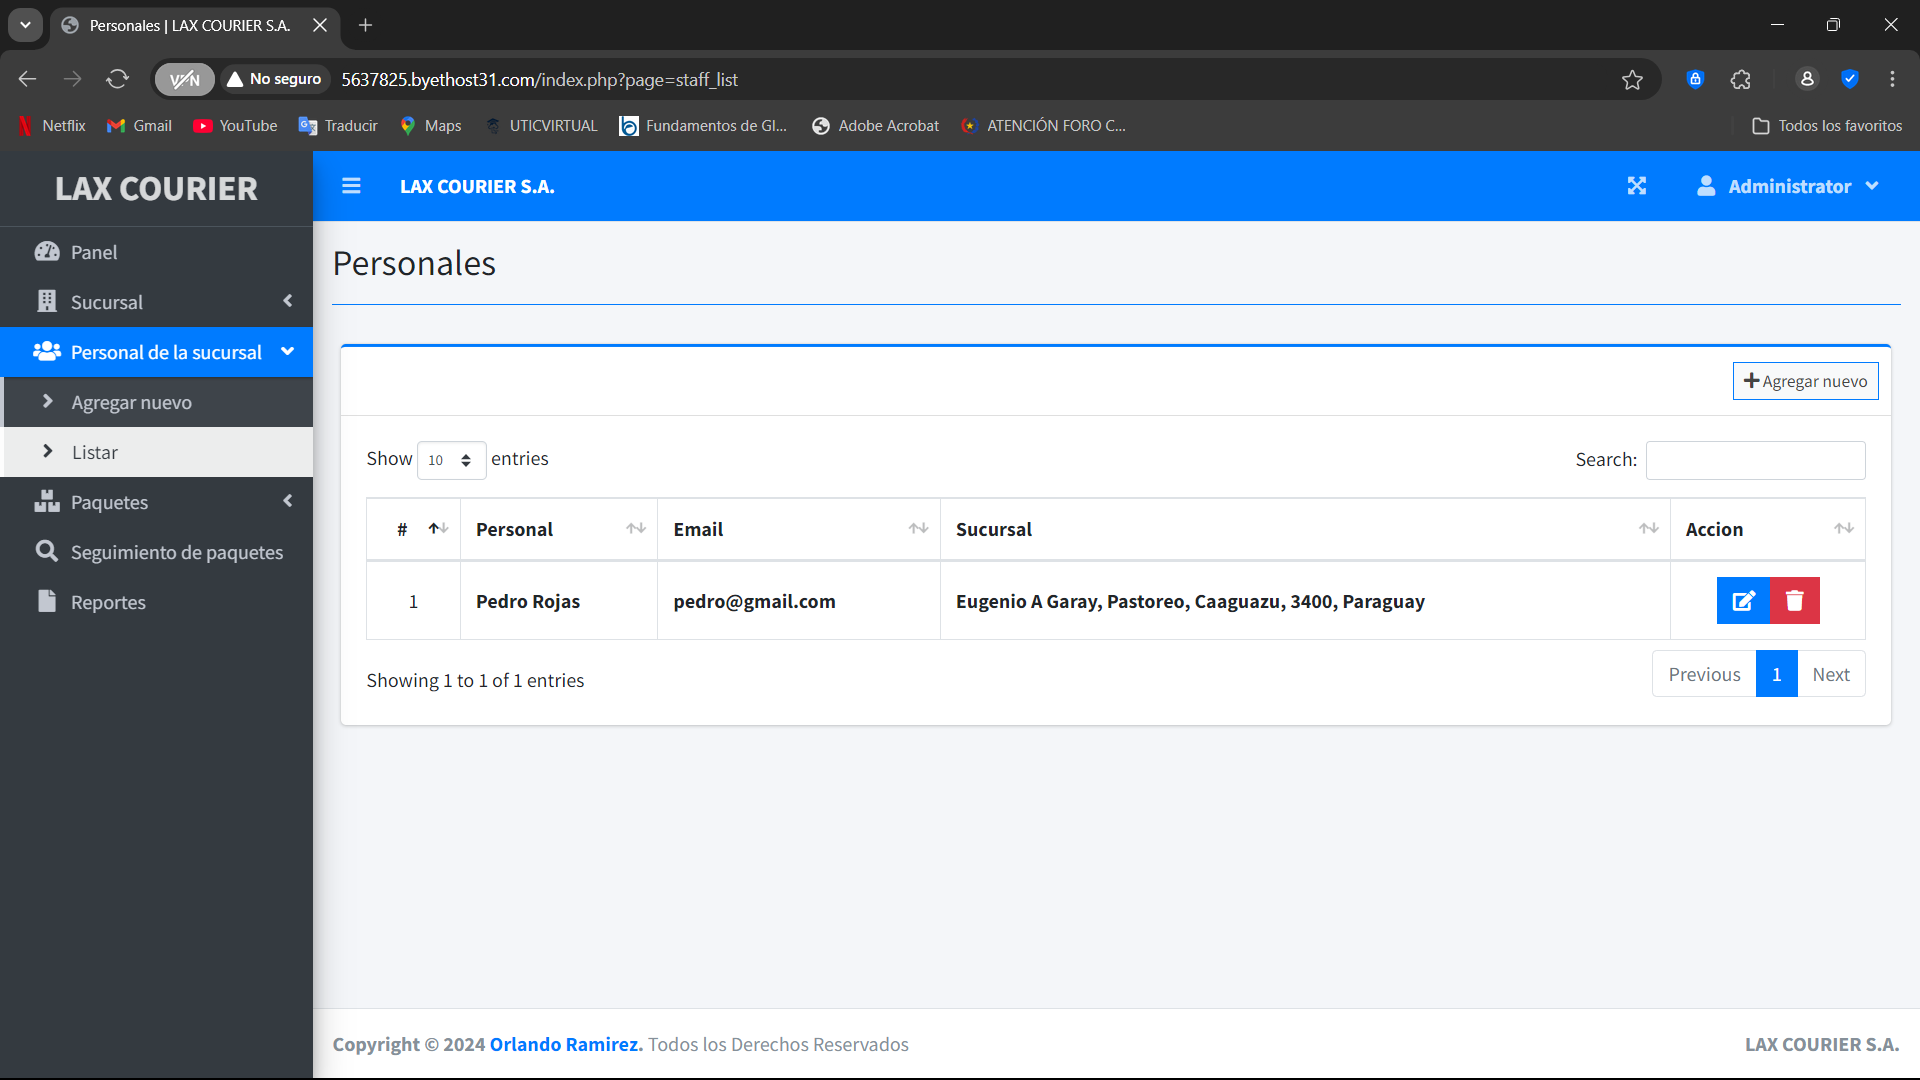 Personales | LAX COURIER S.A.
VPN No seguro 5637825.byethost31.com/index.php?page=staff_list
Netflix Gmail YouTube Traducir Maps UTICVIRTUAL Fundamentos de Gl... Adobe Acrobat ATENCIÓN FORO C... Todos los favoritos
LAX COURIER
LAX COURIER S.A. Administrator
Panel
Sucursal
Personal de la sucursal
Agregar nuevo
Listar
Paquetes
Seguimiento de paquetes
Reportes
Personales
Agregar nuevo
Show 10 entries Search:
# Personal Email Sucursal Accion
1 Pedro Rojas pedro@gmail.com Eugenio A Garay, Pastoreo, Caaguazu, 3400, Paraguay
Showing 1 to 1 of 1 entries Previous 1 Next
Copyright © 2024 Orlando Ramirez. Todos los Derechos Reservados LAX COURIER S.A.